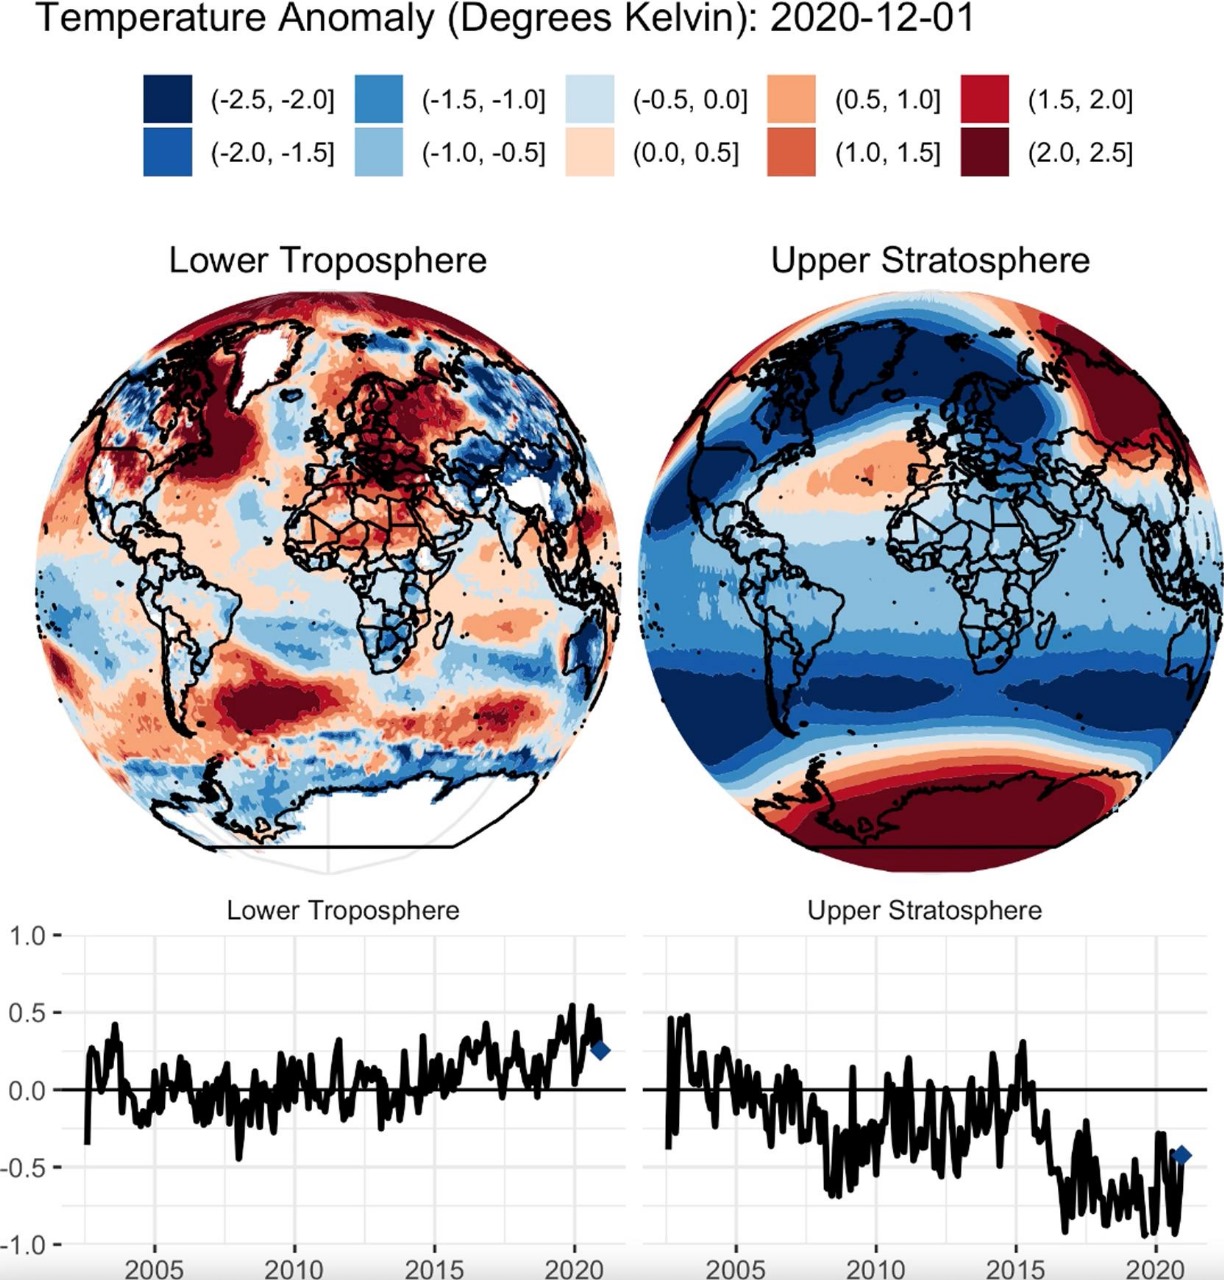 Temperature Anomaly (Degrees Kelvin): 2020-12-01
(-2.5, -2.0] (-1.5, -1.0] (-0.5, 0.0] (0.5, 1.0] (1.5, 2.0]
(-2.0, -1.5] (-1.0, -0.5] (0.0, 0.5] (1.0, 1.5] (2.0, 2.5]
Lower Troposphere Upper Stratosphere
Lower Troposphere Upper Stratosphere
1.0
0.5
0.0
-0.5
-1.0
2005 2010 2015 2020 2005 2010 2015 2020